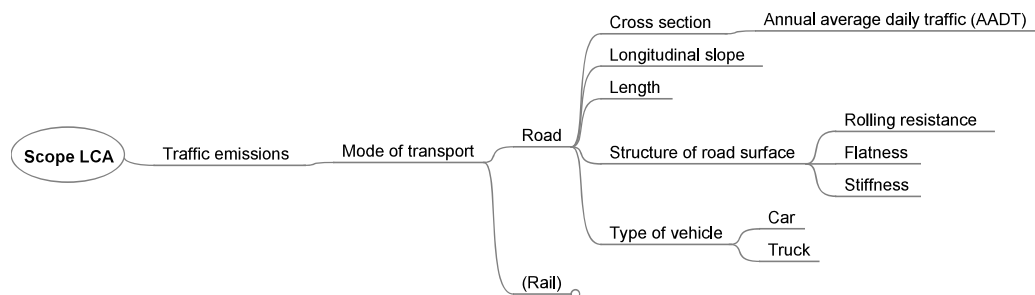 Scope LCA
Traffic emissions
Mode of transport
Road
Cross section
Annual average daily traffic (AADT)
Longitudinal slope
Length
Structure of road surface
Rolling resistance
Flatness
Stiffness
Type of vehicle
Car
Truck
(Rail)